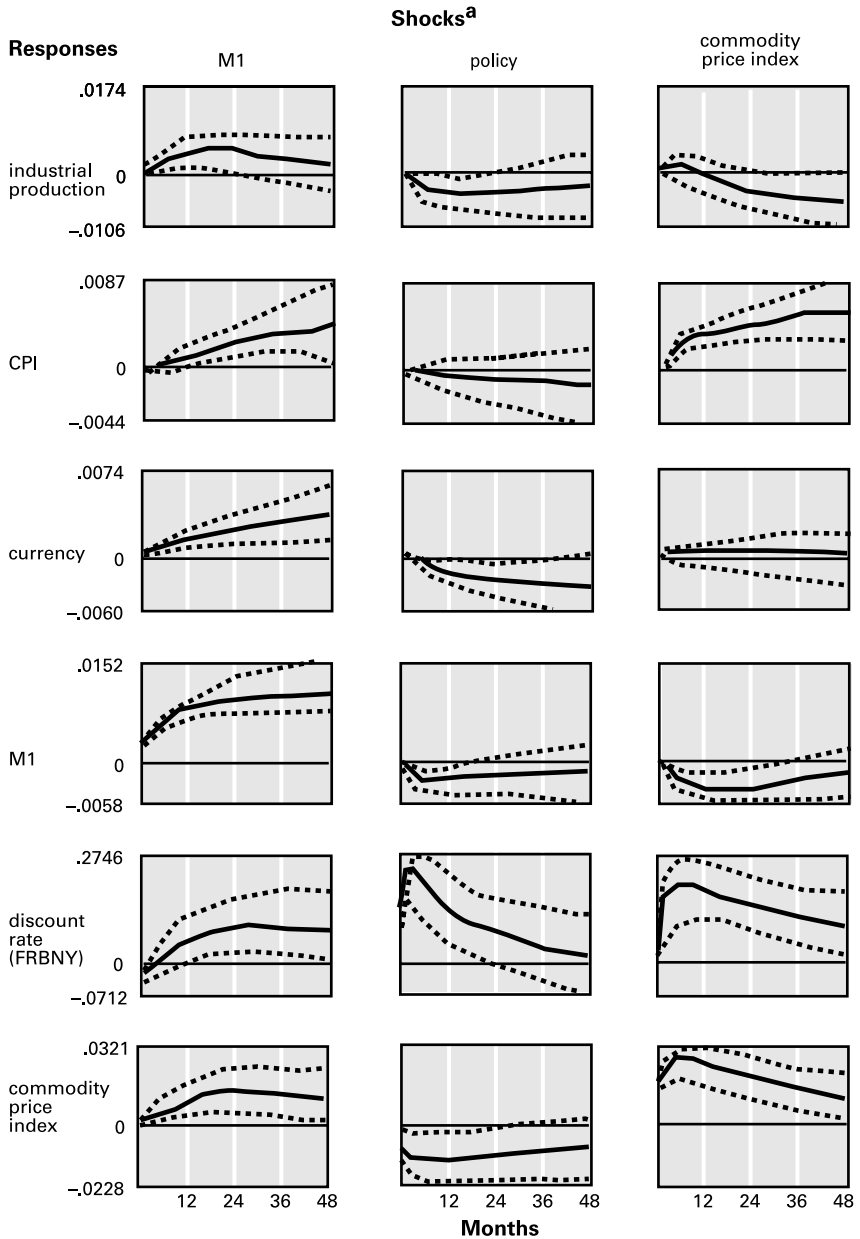 Shocksª
Responses
M1
policy
commodity
price index
.0174
industrial
production
0
–.0106
.0087
CPI
0
–.0044
.0074
currency
0
–.0060
.0152
M1
0
–.0058
.2746
discount
rate
(FRBNY)
0
–.0712
.0321
commodity
price
index
0
–.0228
12 24 36 48 12 24 36 48 12 24 36 48
Months